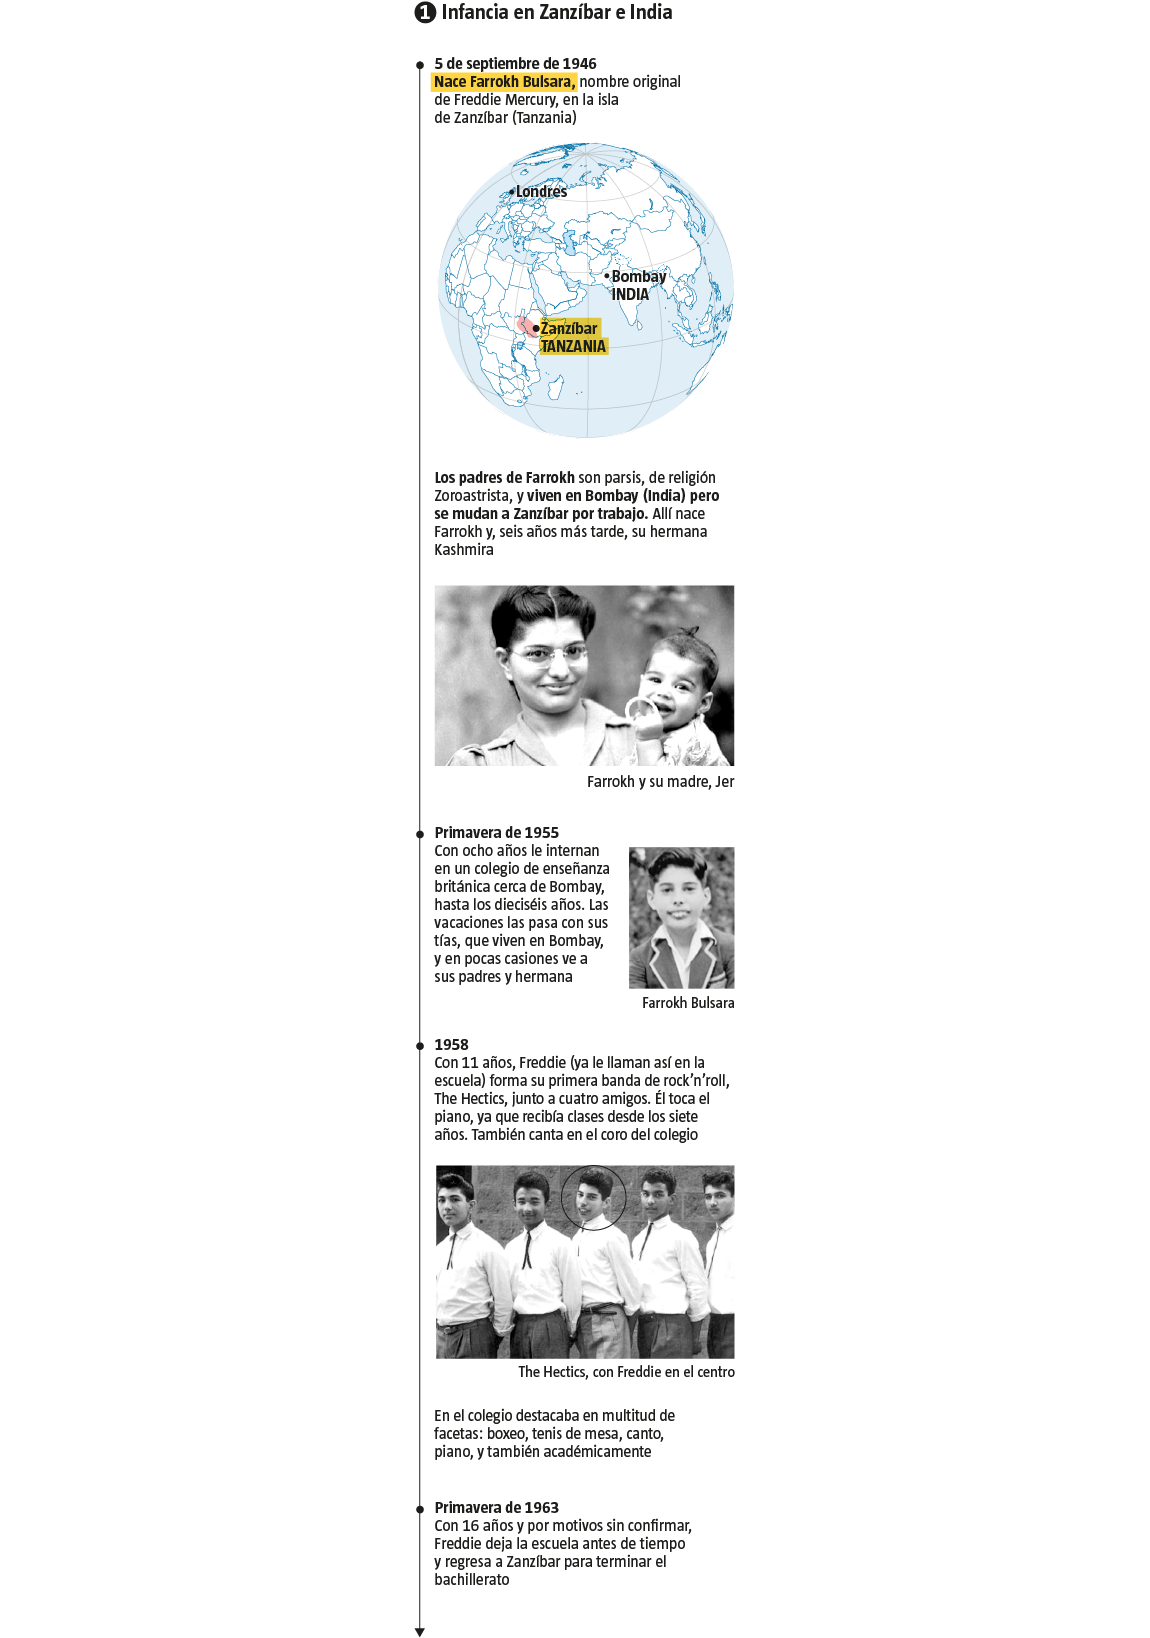 1 Infancia en Zanzíbar e India
5 de septiembre de 1946
Nace Farrokh Bulsara, nombre original
de Freddie Mercury, en la isla
de Zanzíbar (Tanzania)
Londres
Bombay
INDIA
Zanzíbar
TANZANIA
Los padres de Farrokh son parsis, de religión
Zoroastrista, y viven en Bombay (India) pero
se mudan a Zanzíbar por trabajo. Allí nace
Farrokh y, seis años más tarde, su hermana
Kashmira
Farrokh y su madre, Jer
Primavera de 1955
Con ocho años le internan
en un colegio de enseñanza
británica cerca de Bombay,
hasta los dieciséis años. Las
vacaciones las pasa con sus
tías, que viven en Bombay,
y en pocas casiones ve a
sus padres y hermana
Farrokh Bulsara
1958
Con 11 años, Freddie (ya le llaman así en la
escuela) forma su primera banda de rock’n’roll,
The Hectics, junto a cuatro amigos. Él toca el
piano, ya que recibía clases desde los siete
años. También canta en el coro del colegio
The Hectics, con Freddie en el centro
En el colegio destacaba en multitud de
facetas: boxeo, tenis de mesa, canto,
piano, y también académicamente
Primavera de 1963
Con 16 años y por motivos sin confirmar,
Freddie deja la escuela antes de tiempo
y regresa a Zanzíbar para terminar el
bachillerato